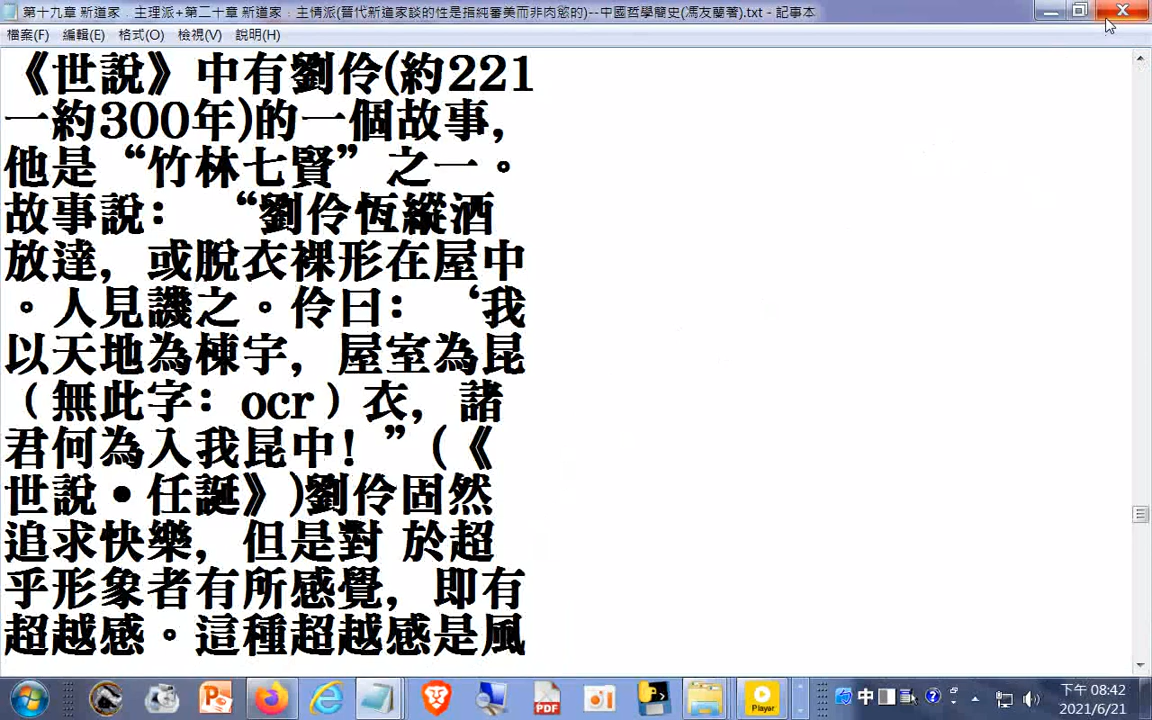 第十九章 新道家﹕主理派+第二十章 新道家﹕主情派(晉代新道家談的性是指純審美而非肉慾的)--中國哲學簡史(馮友蘭著).txt - 記事本
檔案(F) 編輯(E) 格式(O) 檢視(V) 說明(H)
《世說》中有劉伶(約221
一約300年)的一個故事,
他是“竹林七賢”之一。
故事說： “劉伶恆縱酒
放達, 或脫衣裸形在屋中
。人見譏之。伶曰：‘我
以天地為棟宇, 屋室為昆
（無此字：ocr）衣, 諸
君何為入我昆中！”(《
世說•任誕》)劉伶固然
追求快樂, 但是對 於超
乎形象者有所感覺, 即有
超越感。這種超越感是風
PDF
Player
中
下午 08:42
2021/6/21